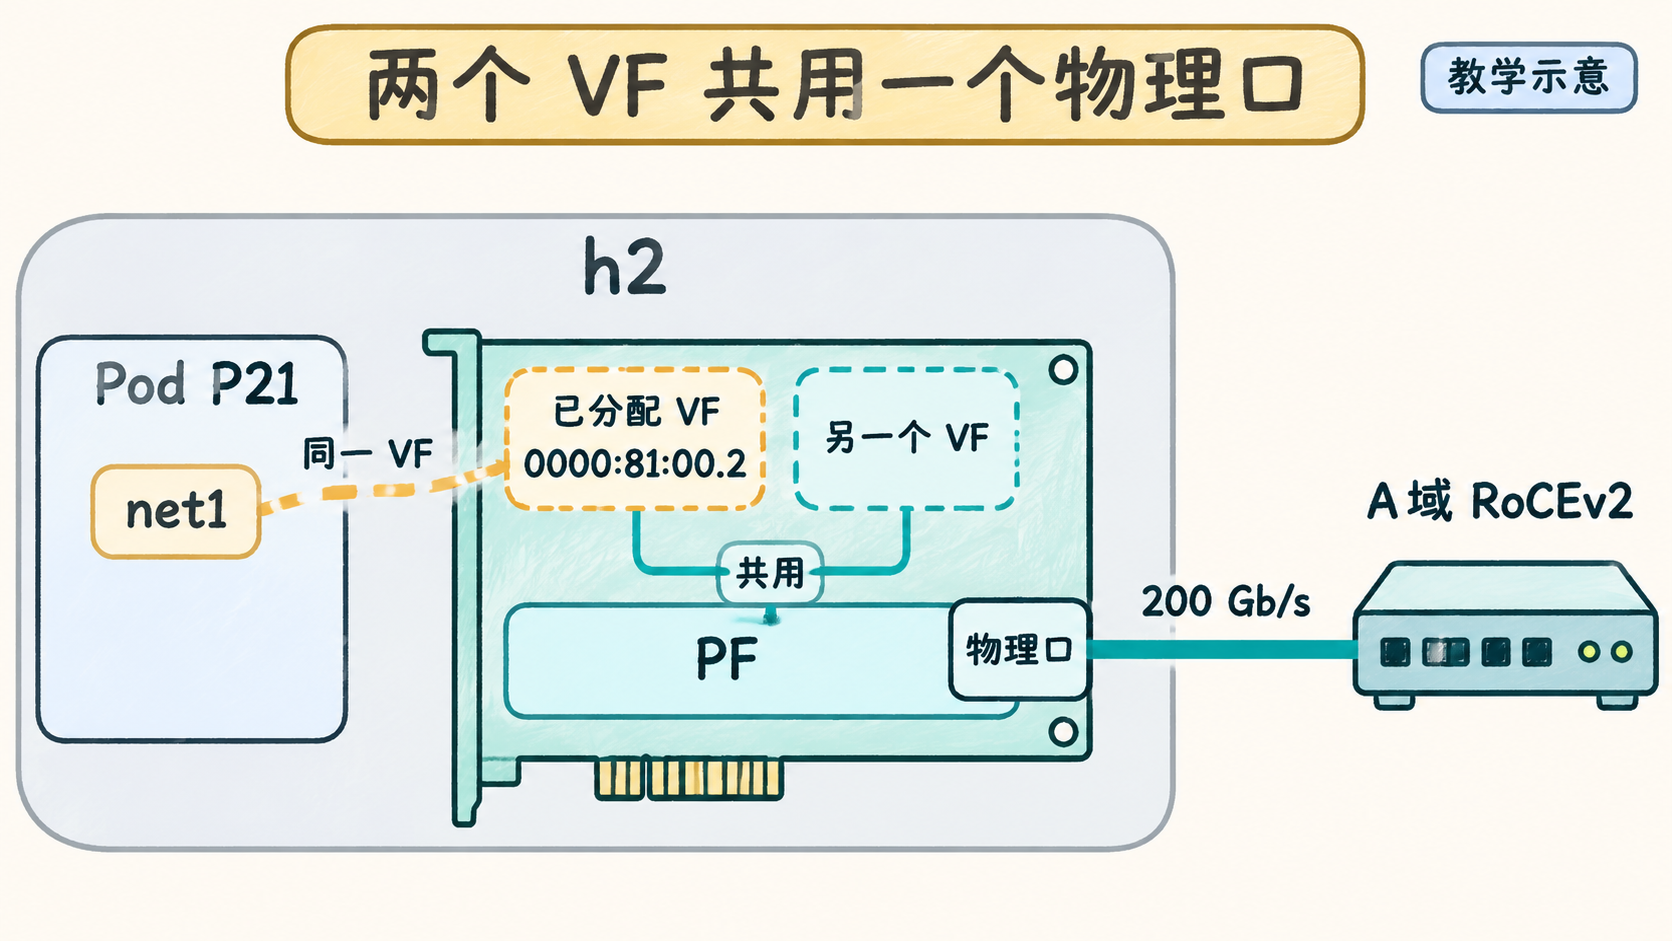 两个 VF 共用一个物理口
教学示意
h2
Pod P21
同一 VF
net1
已分配 VF
0000:81:00.2
另一个 VF
共用
PF
物理口
200 Gb/s
A 域 RoCEv2